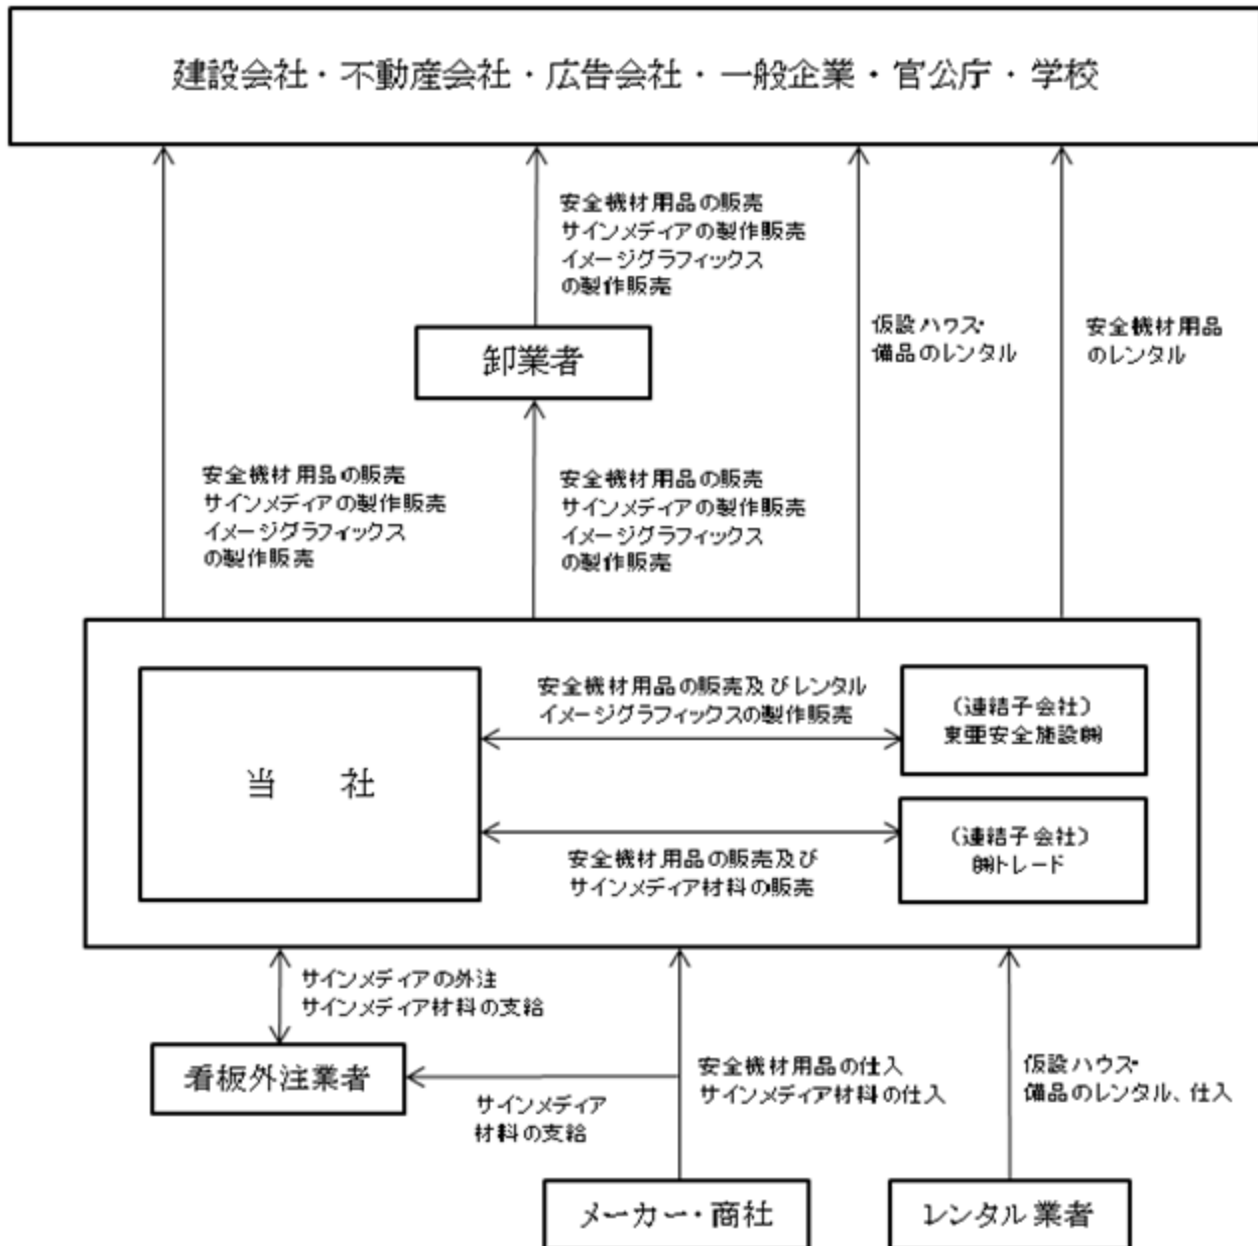 建設会社・不動産会社・広告会社・一般企業・官公庁・学校
安全機材用品の販売
サインメディアの製作販売
イメージグラフィックス
の製作販売
仮設ハウス・
備品のレンタル
安全機材用品
のレンタル
卸業者
安全機材用品の販売
サインメディアの製作販売
イメージグラフィックス
の製作販売
安全機材用品の販売
サインメディアの製作販売
イメージグラフィックス
の製作販売
当　社
安全機材用品の販売及びレンタル
イメージグラフィックスの製作販売
(連結子会社)
東亜安全施設㈱
安全機材用品の販売及び
サインメディア材料の販売
(連結子会社)
㈱トレード
サインメディアの外注
サインメディア材料の支給
看板外注業者
サインメディア
材料の支給
安全機材用品の仕入
サインメディア材料の仕入
仮設ハウス・
備品のレンタル、仕入
メーカー・商社
レンタル業者